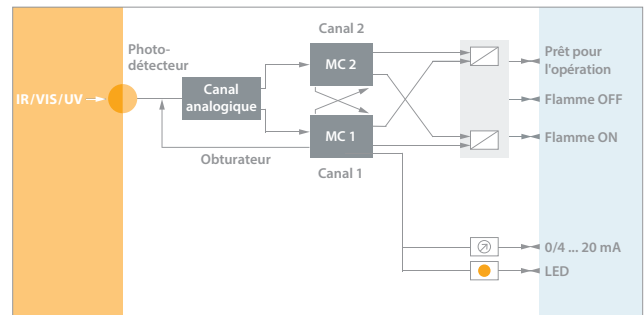 Canal 2
Photo-
détecteur
Prêt pour
l'opération
MC 2
IR/VIS/UV
Canal
analogique
Flamme OFF
MC 1
Flamme ON
Obturateur
Canal 1
0/4 ... 20 mA
LED